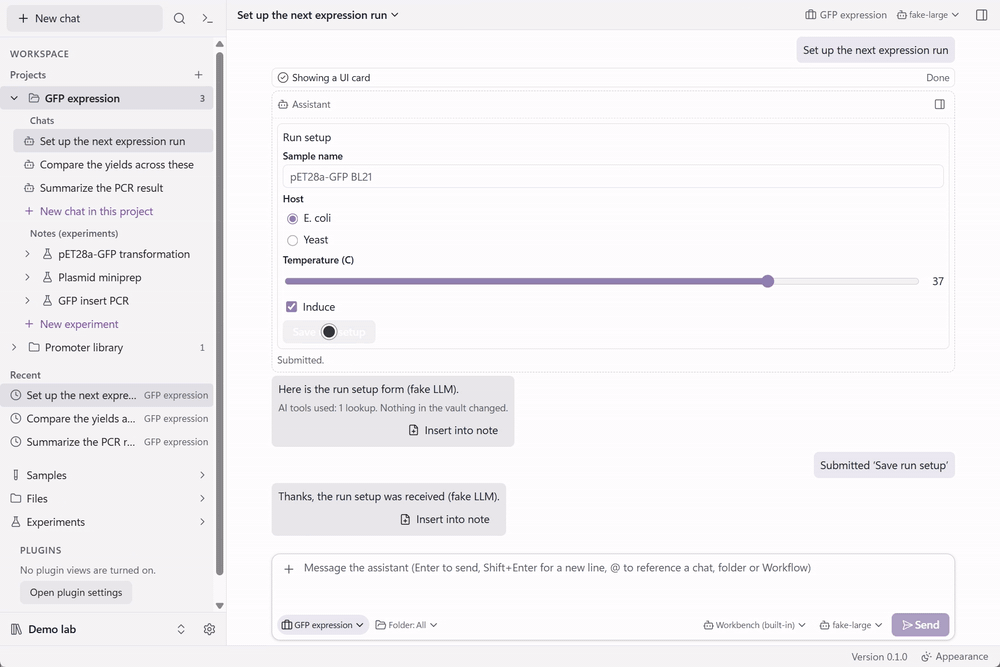 New chat
WORKSPACE
Projects
GFP expression 3
Chats
Set up the next expression run
Compare the yields across these
Summarize the PCR result
New chat in this project
Notes (experiments)
pET28a-GFP transformation
Plasmid miniprep
GFP insert PCR
New experiment
Promoter library 1
Recent
Set up the next expre... GFP expression
Compare the yields a... GFP expression
Summarize the PCR r... GFP expression
Samples
Files
Experiments
PLUGINS
No plugin views are turned on.
Open plugin settings
Demo lab
Set up the next expression run
GFP expression fake-large
Set up the next expression run
Showing a UI card Done
Assistant
Run setup
Sample name
pET28a-GFP BL21
Host
E. coli
Yeast
Temperature (C)
37
Induce
Save setup
Submitted.
Here is the run setup form (fake LLM).
AI tools used: 1 lookup. Nothing in the vault changed.
Insert into note
Submitted 'Save run setup'
Thanks, the run setup was received (fake LLM).
Insert into note
Message the assistant (Enter to send, Shift+Enter for a new line, @ to reference a chat, folder or Workflow)
GFP expression Folder: All Workbench (built-in) fake-large Send
Version 0.1.0 Appearance